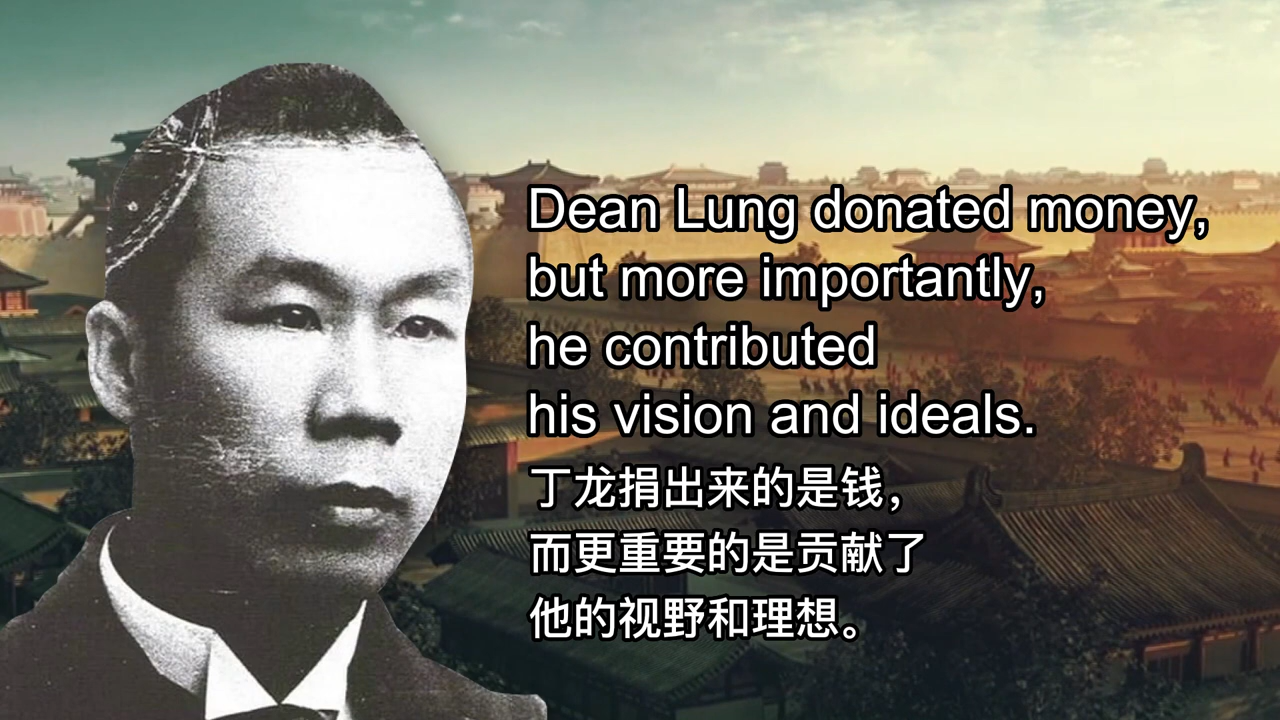 Dean Lung donated money,
but more importantly,
he contributed
his vision and ideals.
丁龙捐出来的是钱，
而更重要的是贡献了
他的视野和理想。